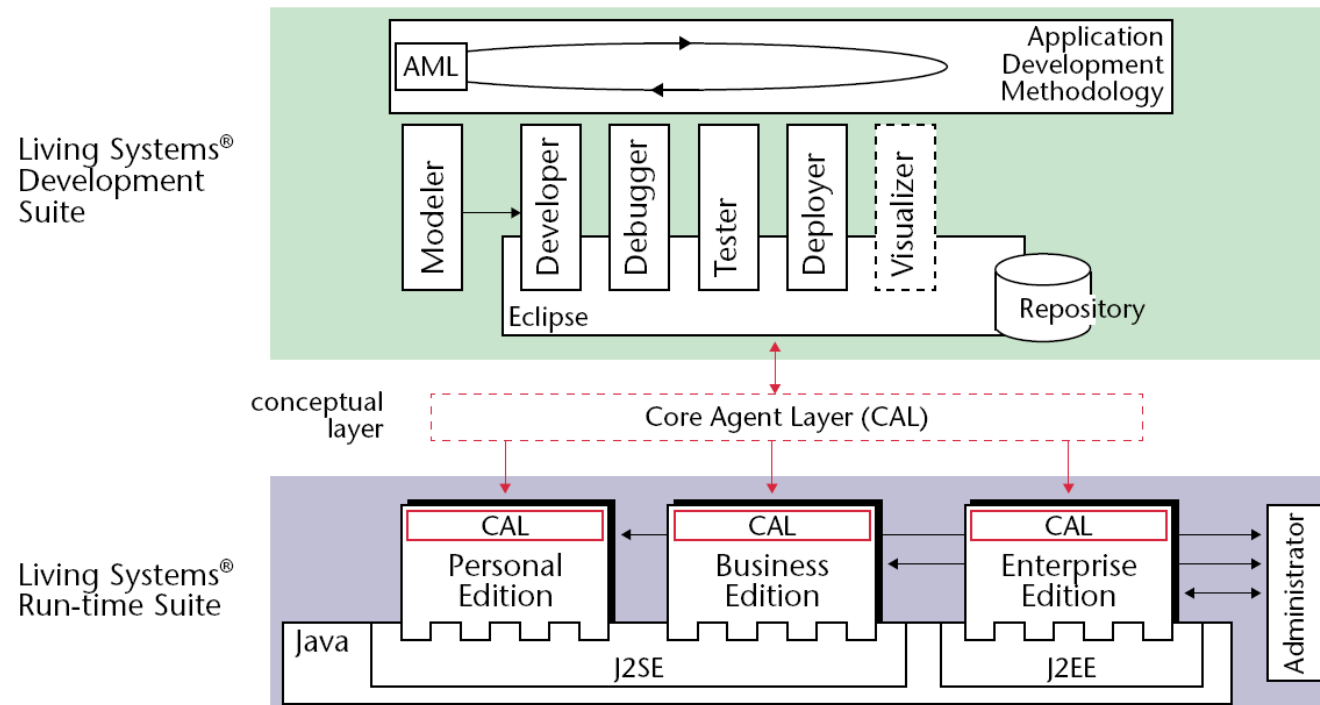 Living Systems®
Development
Suite
AML
Application
Development
Methodology
Modeler
Developer
Debugger
Tester
Deployer
Visualizer
Eclipse
Repository
conceptual
layer
Core Agent Layer (CAL)
Living Systems®
Run-time Suite
CAL
Personal
Edition
CAL
Business
Edition
CAL
Enterprise
Edition
Administrator
Java
J2SE
J2EE